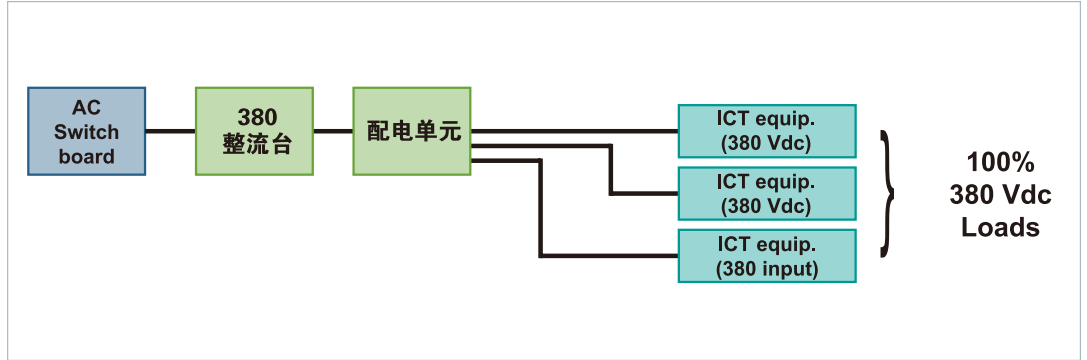 AC
Switch
board
380
整流台
配电单元
ICT equip.
(380 Vdc)
ICT equip.
(380 Vdc)
ICT equip.
(380 input)
100%
380 Vdc
Loads